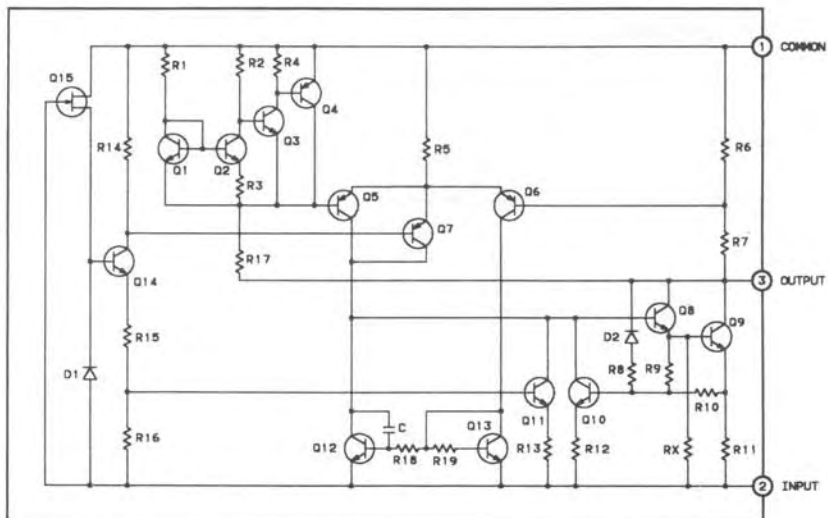 1 COMMON
R1
R2
R4
Q15
Q4
Q3
R14
Q1
Q2
R5
R6
R3
Q5
Q6
Q7
R7
R17
3 OUTPUT
Q14
Q8
Q9
D2
R15
R8
R9
D1
R10
Q11
Q10
C
Q12
Q13
R16
R18
R19
R13
R12
RX
R11
2 INPUT